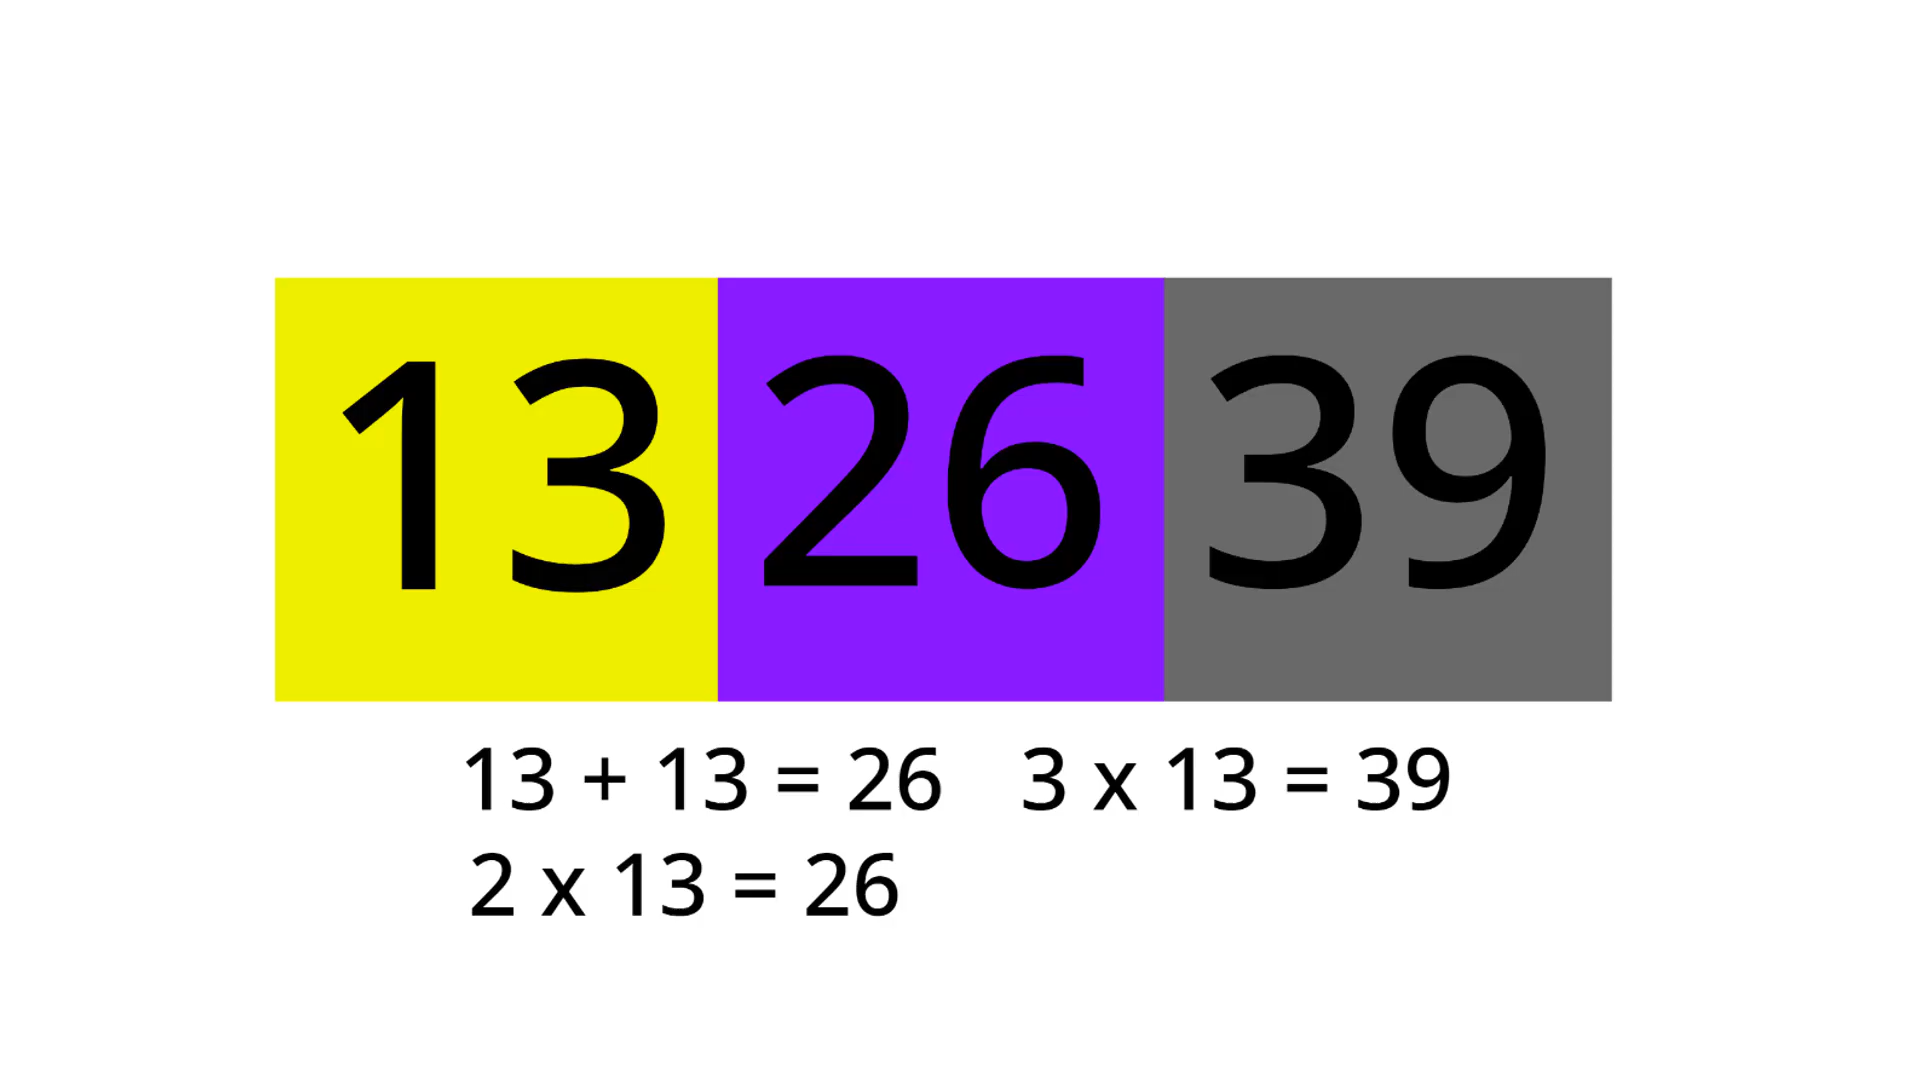 13 26 39
13 + 13 = 26 3 x 13 = 39
2 x 13 = 26